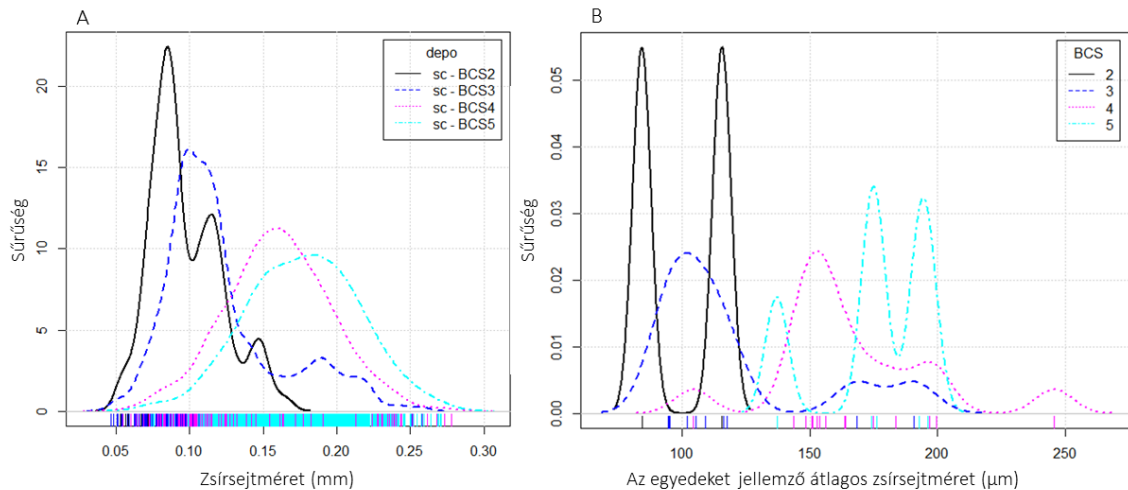 A
depo
sc - BCS2
sc - BCS3
sc - BCS4
sc - BCS5
Sűrűség
0
5
10
15
20
0.05
0.10
0.15
0.20
0.25
0.30
Zsírsejtméret (mm)
B
BCS
2
3
4
5
Sűrűség
0.00
0.01
0.02
0.03
0.04
0.05
100
150
200
250
Az egyedeket jellemző átlagos zsírsejtméret (µm)